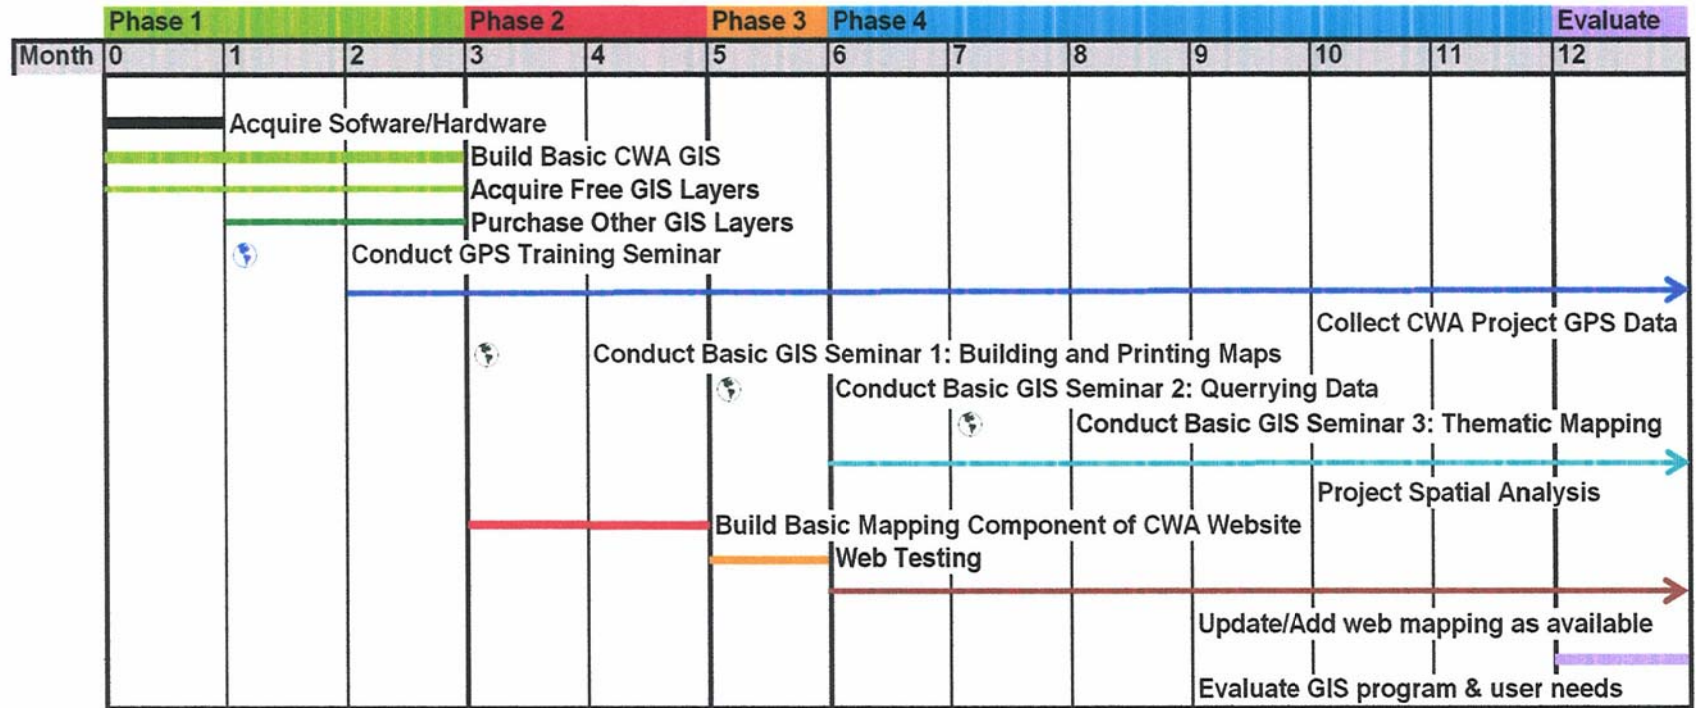 Phase 1 Phase 2 Phase 3 Phase 4 Evaluate
Month 0 1 2 3 4 5 6 7 8 9 10 11 12
Acquire Sofware/Hardware
Build Basic CWA GIS
Acquire Free GIS Layers
Purchase Other GIS Layers
Conduct GPS Training Seminar
Collect CWA Project GPS Data
Conduct Basic GIS Seminar 1: Building and Printing Maps
Conduct Basic GIS Seminar 2: Querrying Data
Conduct Basic GIS Seminar 3: Thematic Mapping
Project Spatial Analysis
Build Basic Mapping Component of CWA Website
Web Testing
Update/Add web mapping as available
Evaluate GIS program & user needs